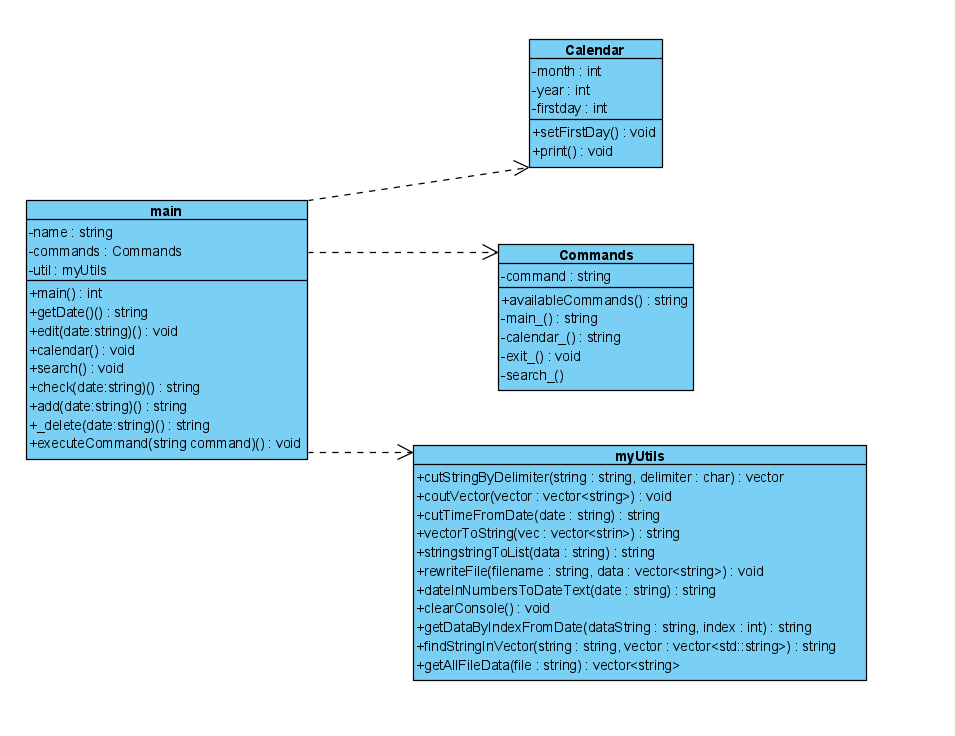 Calendar
-month : int
-year : int
-firstday : int
+setFirstDay() : void
+print() : void
main
-name : string
-commands : Commands
-util : myUtils
+main() : int
+getDate()() : string
+edit(date:string)() : void
+calendar() : void
+search() : void
+check(date:string)() : string
+add(date:string)() : string
+_delete(date:string)() : string
+executeCommand(string command)() : void
Commands
-command : string
+availableCommands() : string
-main_() : string
-calendar_() : string
-exit_() : void
-search_()
myUtils
+cutStringByDelimiter(string : string, delimiter : char) : vector
+coutVector(vector : vector<string>) : void
+cutTimeFromDate(date : string) : string
+vectorToString(vec : vector<strin>) : string
+stringstringToList(data : string) : string
+rewriteFile(filename : string, data : vector<string>) : void
+dateInNumbersToDateText(date : string) : string
+clearConsole() : void
+getDataByIndexFromDate(dataString : string, index : int) : string
+findStringInVector(string : string, vector : vector<std::string>) : string
+getAllFileData(file : string) : vector<string>